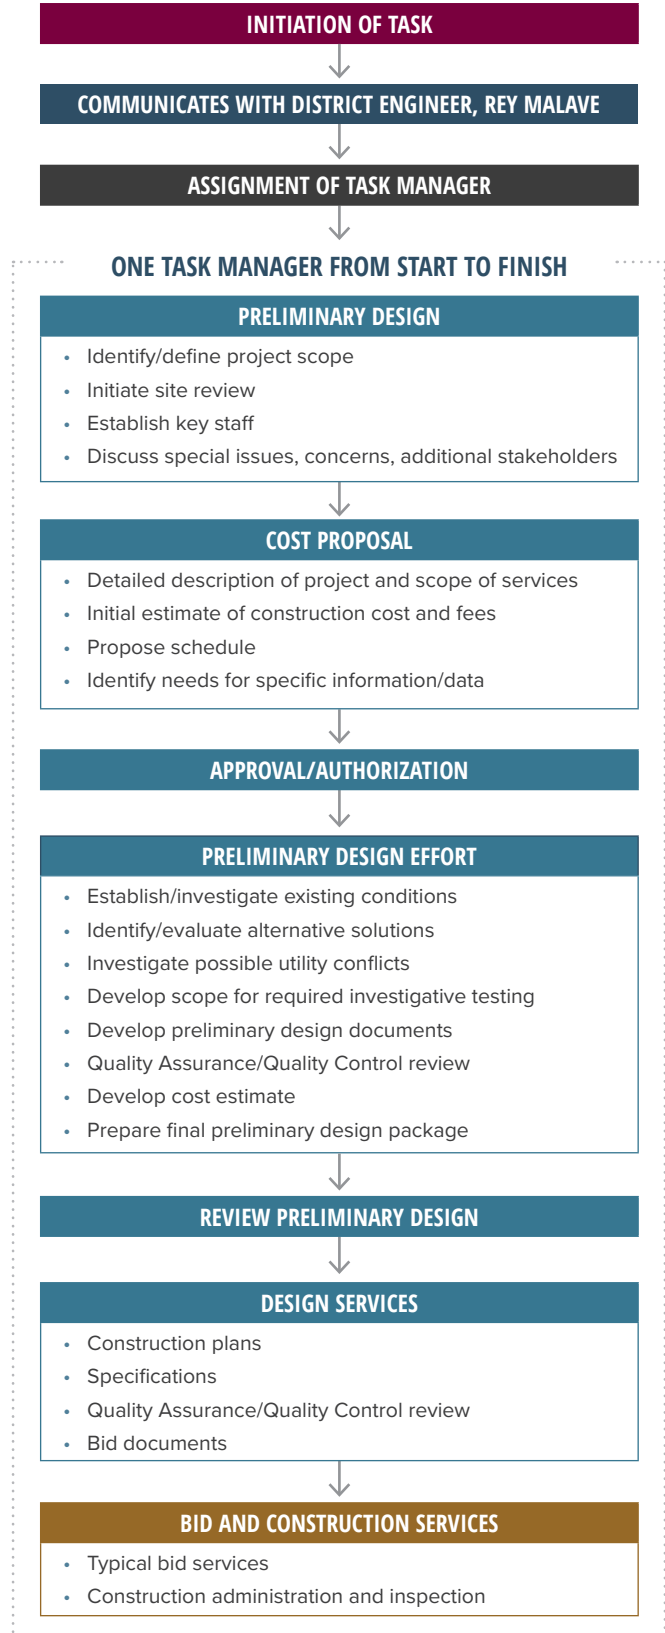 INITIATION OF TASK
COMMUNICATES WITH DISTRICT ENGINEER, REY MALAVE
ASSIGNMENT OF TASK MANAGER
ONE TASK MANAGER FROM START TO FINISH
PRELIMINARY DESIGN
• Identify/define project scope
• Initiate site review
• Establish key staff
• Discuss special issues, concerns, additional stakeholders
COST PROPOSAL
• Detailed description of project and scope of services
• Initial estimate of construction cost and fees
• Propose schedule
• Identify needs for specific information/data
APPROVAL/AUTHORIZATION
PRELIMINARY DESIGN EFFORT
• Establish/investigate existing conditions
• Identify/evaluate alternative solutions
• Investigate possible utility conflicts
• Develop scope for required investigative testing
• Develop preliminary design documents
• Quality Assurance/Quality Control review
• Develop cost estimate
• Prepare final preliminary design package
REVIEW PRELIMINARY DESIGN
DESIGN SERVICES
• Construction plans
• Specifications
• Quality Assurance/Quality Control review
• Bid documents
BID AND CONSTRUCTION SERVICES
• Typical bid services
• Construction administration and inspection